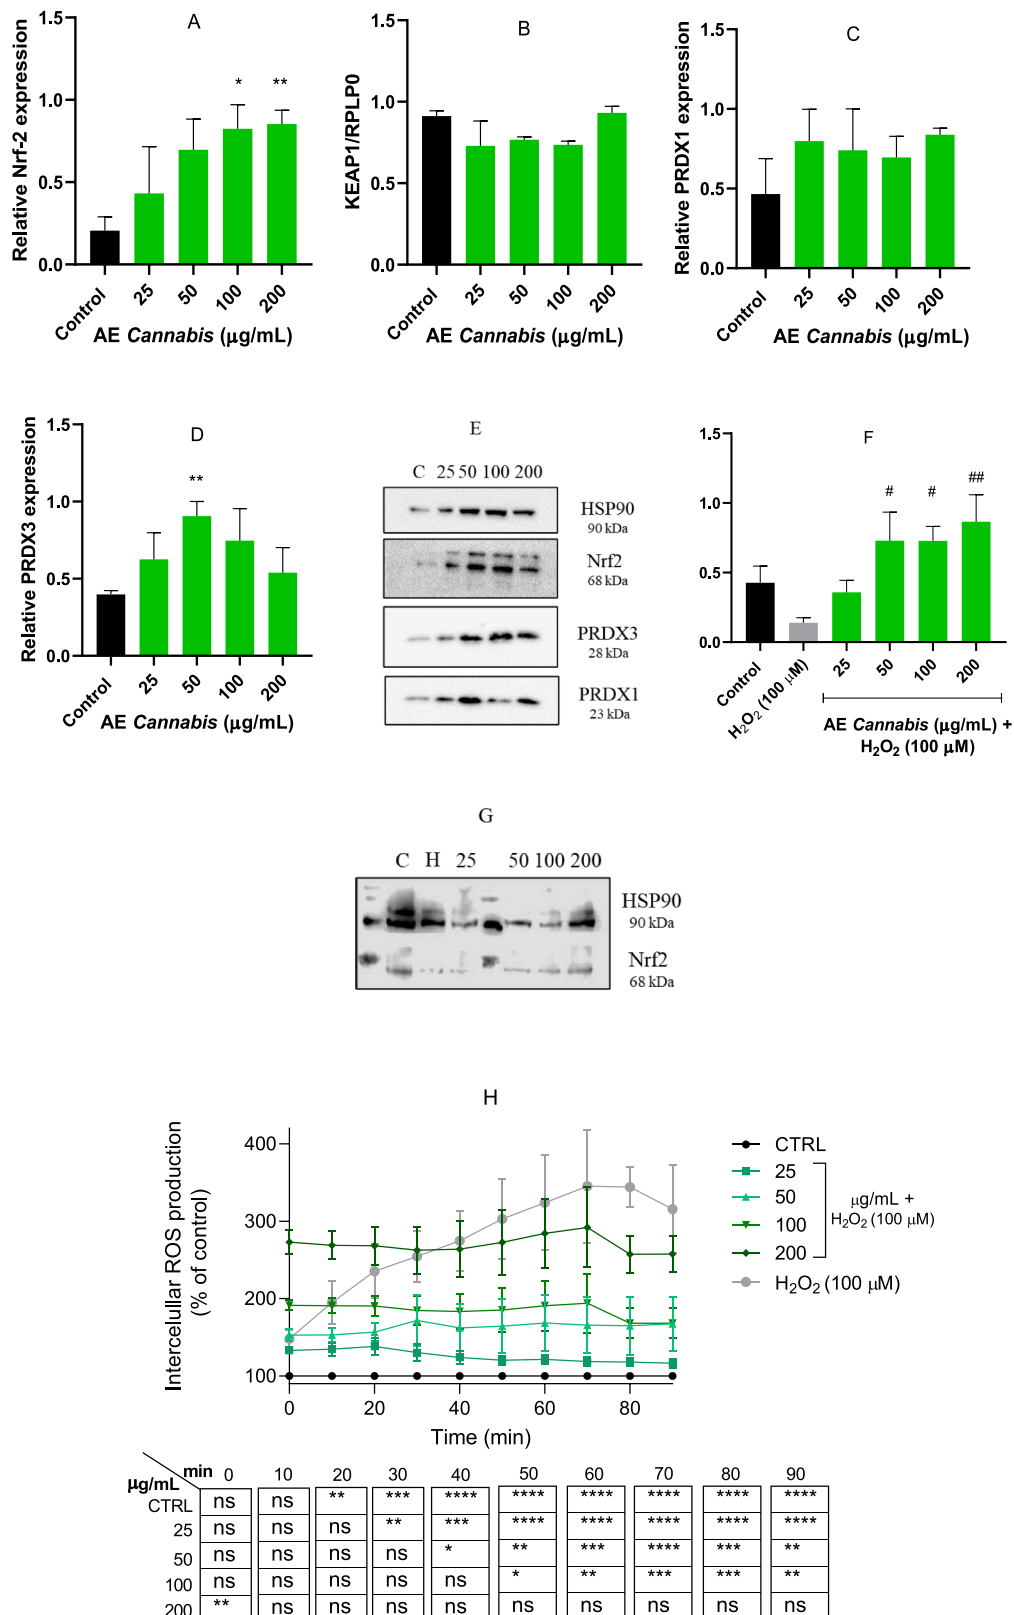 A
Relative Nrf-2 expression
1.5
1.0
0.5
0.0
* **
Control 25 50 100 200
AE Cannabis (μg/mL)
B
KEAP1/RPLP0
1.5
1.0
0.5
0.0
Control 25 50 100 200
AE Cannabis (μg/mL)
C
Relative PRDX1 expression
1.5
1.0
0.5
0.0
Control 25 50 100 200
AE Cannabis (μg/mL)
D
Relative PRDX3 expression
1.5
1.0
0.5
0.0
**
Control 25 50 100 200
AE Cannabis (μg/mL)
E
C 25 50 100 200
HSP90
90 kDa
Nrf2
68 kDa
PRDX3
28 kDa
PRDX1
23 kDa
F
1.5
1.0
0.5
0.0
# # ##
Control H₂O₂ (100 μM) 25 50 100 200
AE Cannabis (μg/mL) +
H₂O₂ (100 μM)
G
C H 25 50 100 200
HSP90
90 kDa
Nrf2
68 kDa
H
Intercelullar ROS production
(% of control)
400
300
200
100
0 20 40 60 80
Time (min)
CTRL
25
50
100
200
μg/mL +
H₂O₂ (100 μM)
H₂O₂ (100 μM)
min 0 10 20 30 40 50 60 70 80 90
μg/mL
CTRL ns ns ** *** **** **** **** **** **** ****
25 ns ns ns ** *** **** **** **** **** ****
50 ns ns ns ns * ** *** **** *** **
100 ns ns ns ns ns * ** *** *** **
200 ** ns ns ns ns ns ns ns ns ns